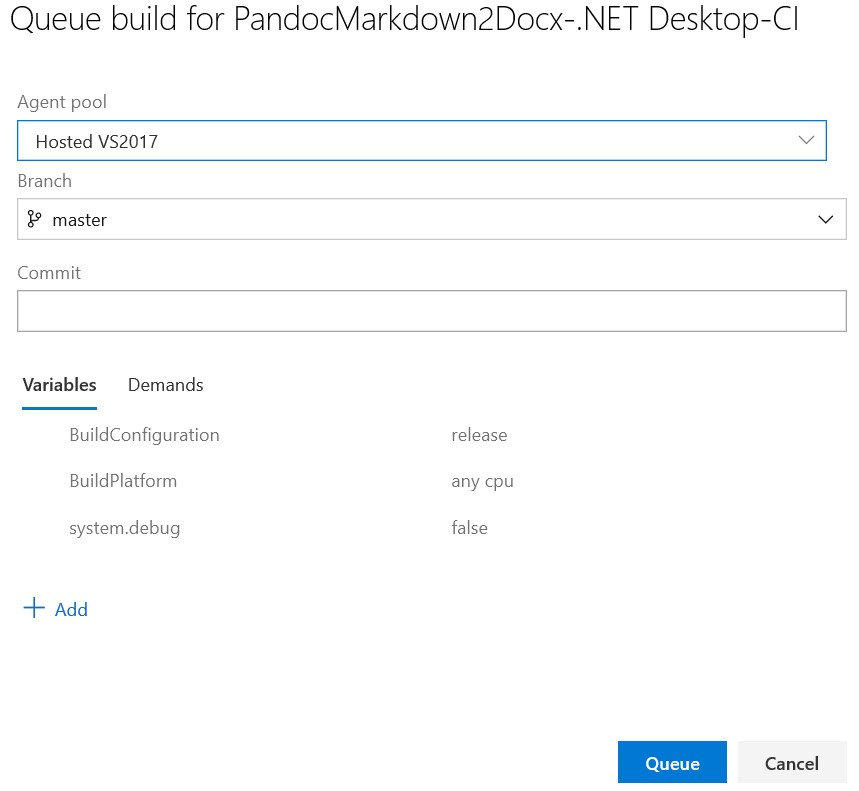 Queue build for PandocMarkdown2Docx-.NET Desktop-CI
Agent pool
Hosted VS2017
Branch
master
Commit
Variables Demands
BuildConfiguration release
BuildPlatform any cpu
system.debug false
Add
Queue Cancel